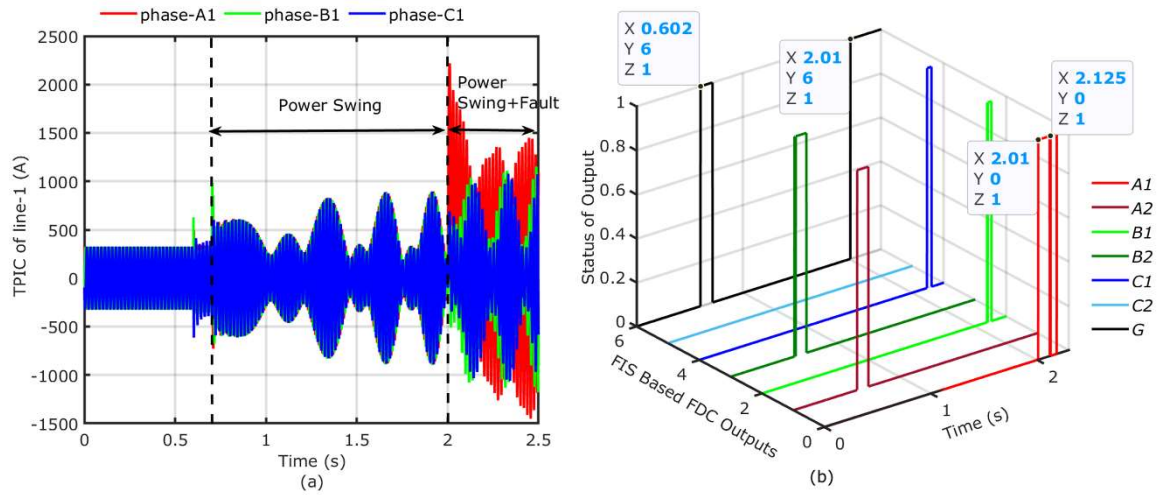 phase-A1 phase-B1 phase-C1
2500
2000
1500
1000
500
0
-500
-1000
-1500
TPIC of line-1 (A)
Power Swing
Power
Swing+Fault
0 0.5 1 1.5 2 2.5
Time (s)
(a)
X 0.602
Y 6
Z 1
X 2.01
Y 6
Z 1
X 2.125
Y 0
Z 1
X 2.01
Y 0
Z 1
1
0.8
0.6
0.4
0.2
0
Status of Output
6
4
2
0
FIS Based FDC Outputs
0
1
2
Time (s)
A1
A2
B1
B2
C1
C2
G
(b)